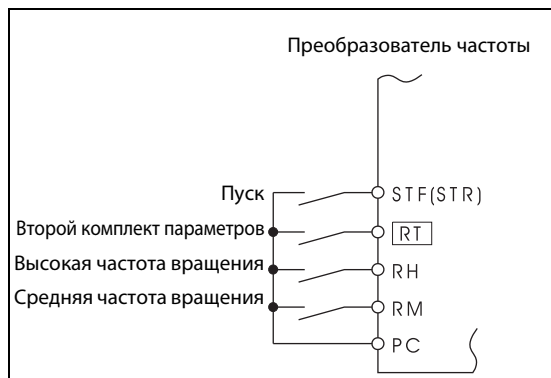 Преобразователь частоты
Пуск
STF(STR)
Второй комплект параметров
RT
Высокая частота вращения
RH
Средняя частота вращения
RM
PC